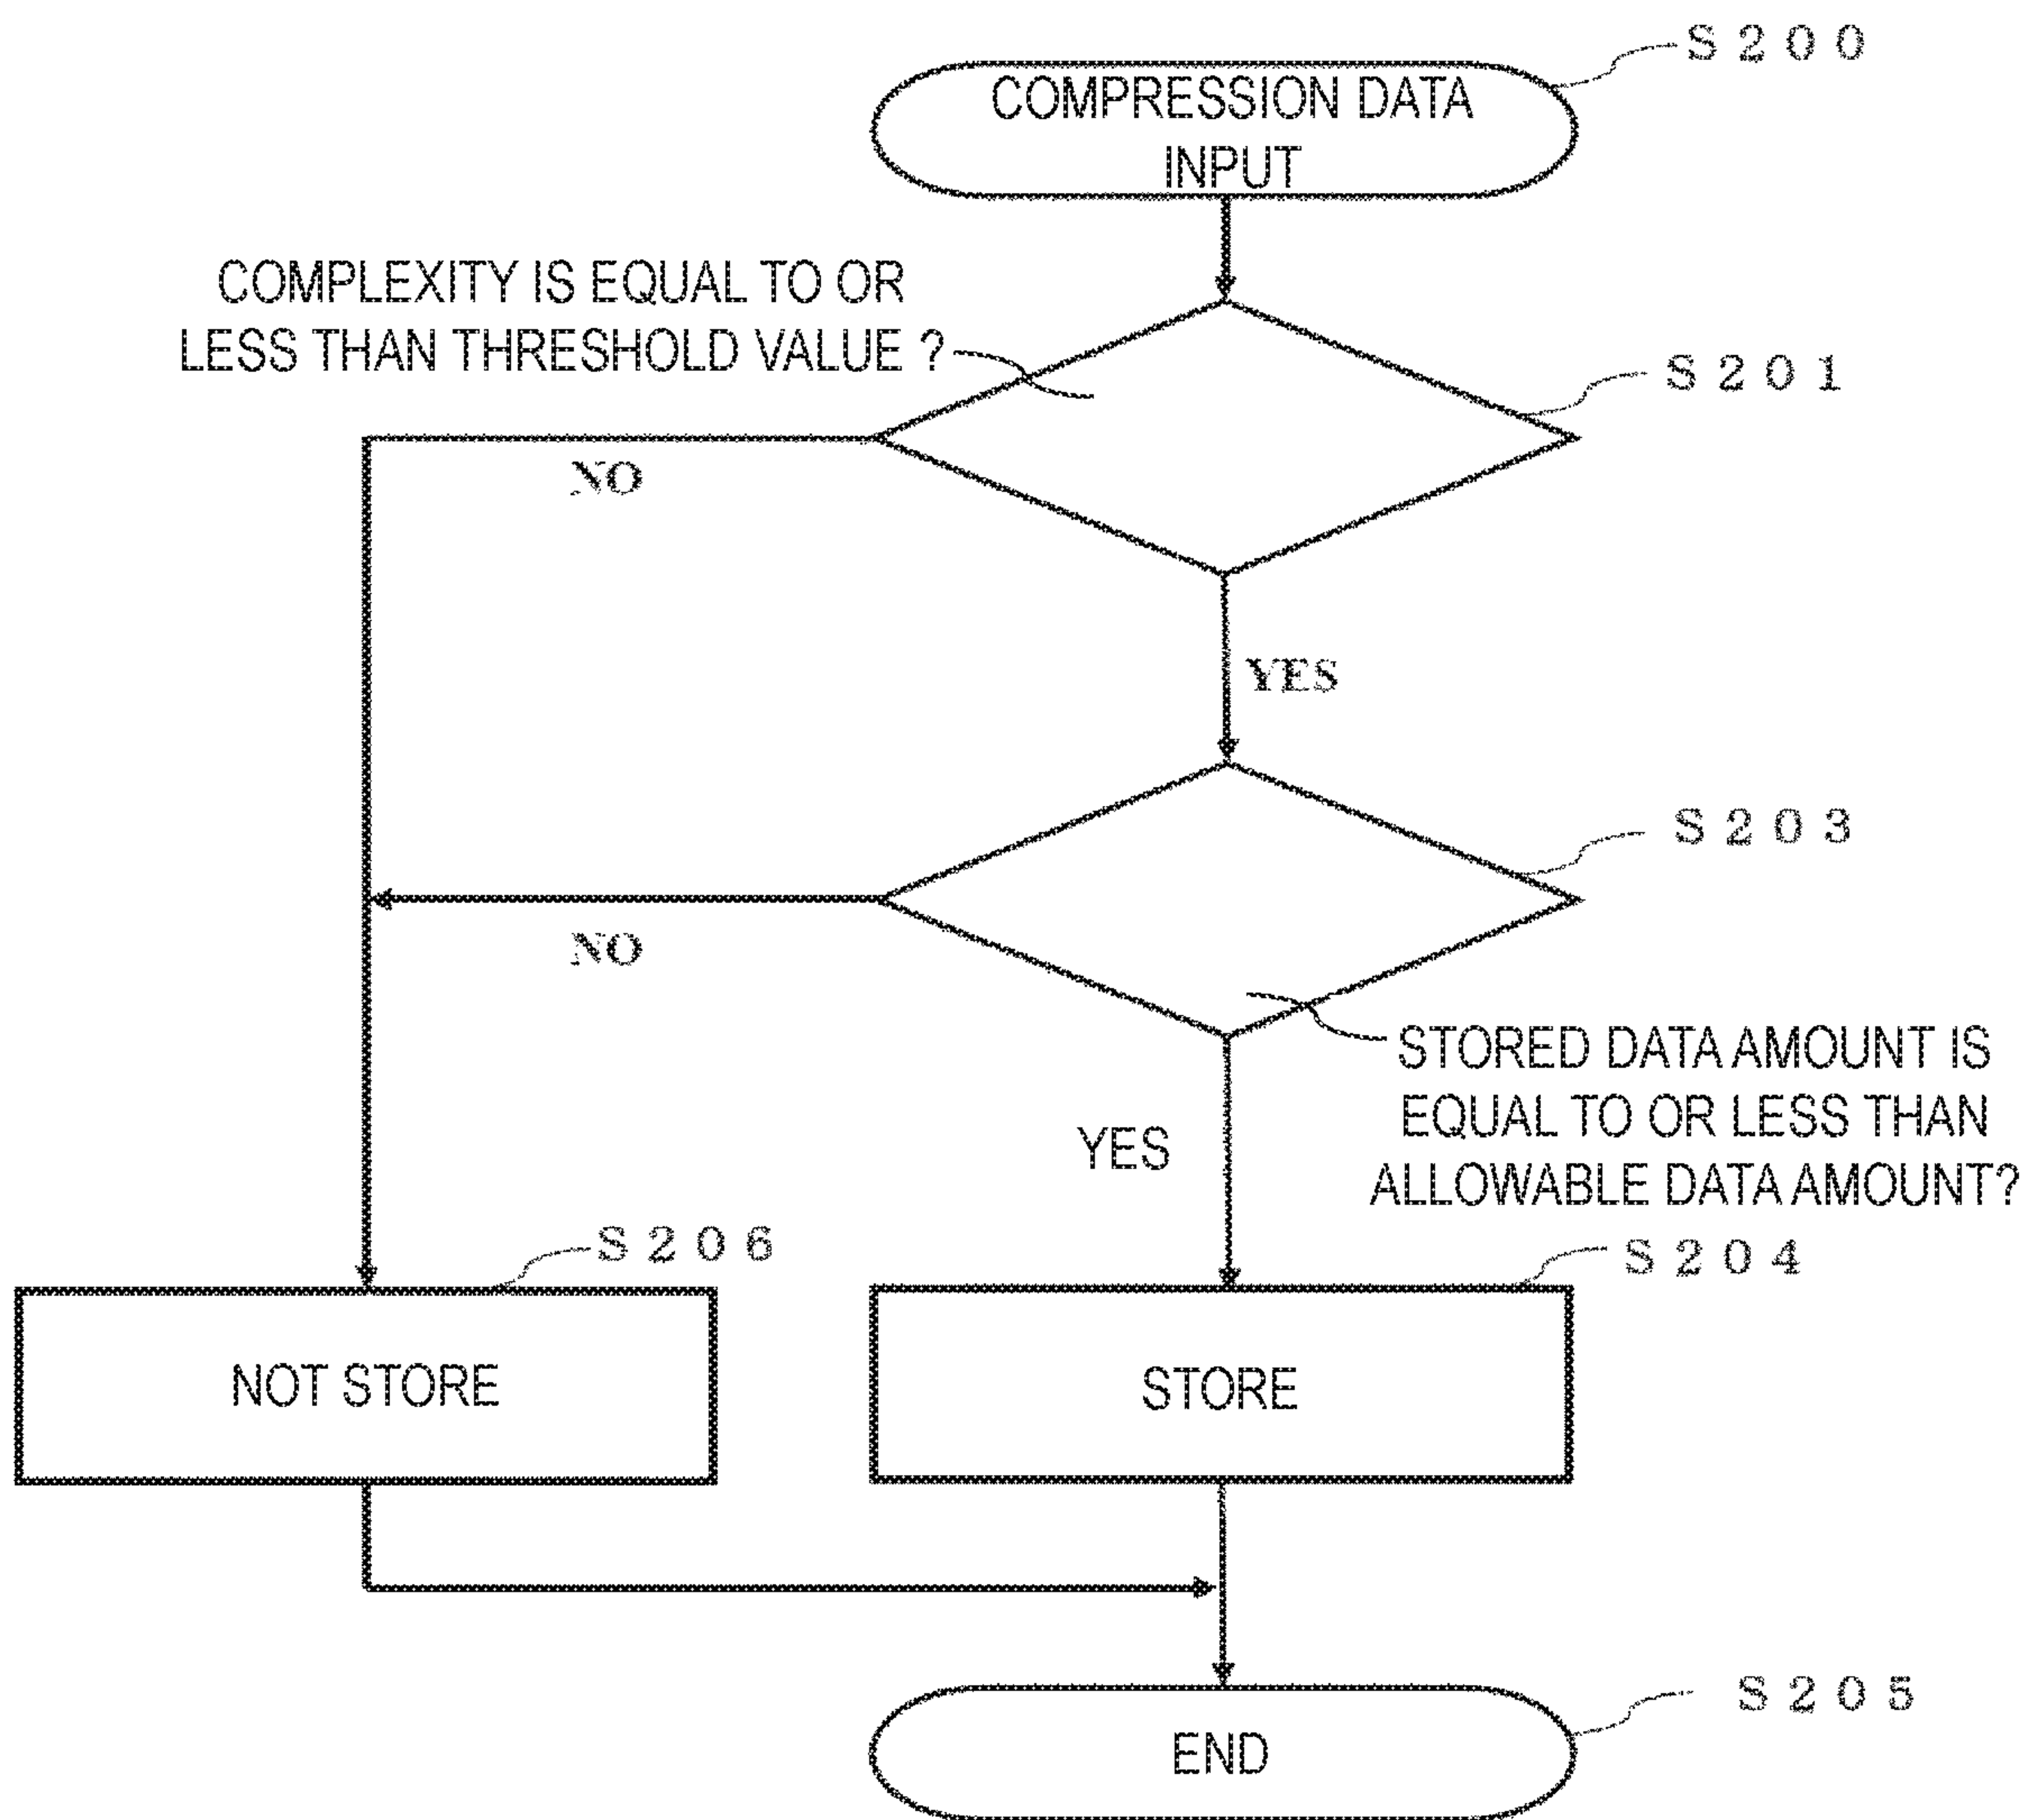 S200
COMPRESSION DATA
INPUT
COMPLEXITY IS EQUAL TO OR
LESS THAN THRESHOLD VALUE ?
S201
NO
YES
S203
NO
STORED DATA AMOUNT IS
EQUAL TO OR LESS THAN
ALLOWABLE DATA AMOUNT?
YES
S206
S204
NOT STORE
STORE
S205
END